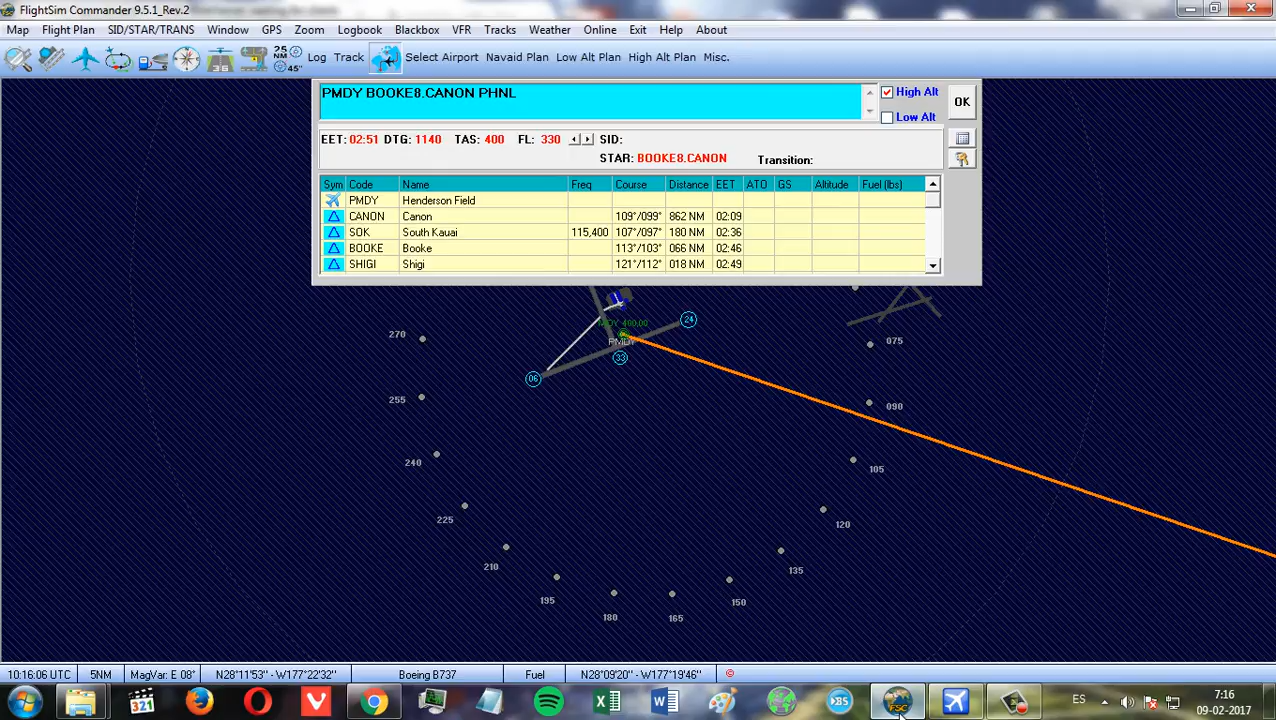 FlightSim Commander 9.5.1_Rev.2
Map Flight Plan SID/STAR/TRANS Window GPS Zoom Logbook Blackbox VFR Tracks Weather Online Exit Help About
25 NM 45° Log Track Select Airport Navaid Plan Low Alt Plan High Alt Plan Misc.
PMDY BOOKE8.CANON PHNL
High Alt
OK
Low Alt
EET: 02:51 DTG: 1140 TAS: 400 FL: 330 SID:
STAR: BOOKE8.CANON Transition:
Sym Code Name Freq Course Distance EET ATO GS Altitude Fuel (lbs)
PMDY Henderson Field
CANON Canon 109°/099° 862 NM 02:09
SOK South Kauai 115,400 107°/097° 180 NM 02:36
BOOKE Booke 113°/103° 066 NM 02:46
SHIGI Shigi 121°/112° 018 NM 02:49
24
270
075
PMDY
33
06
255
090
240
105
225
120
210
135
195
150
180
165
10:16:06 UTC 5NM MagVar: E 08° N28°11'53" - W177°22'32" Boeing B737 Fuel N28°09'20" - W177°19'46" ©
321
FSC
ES
7:16
09-02-2017